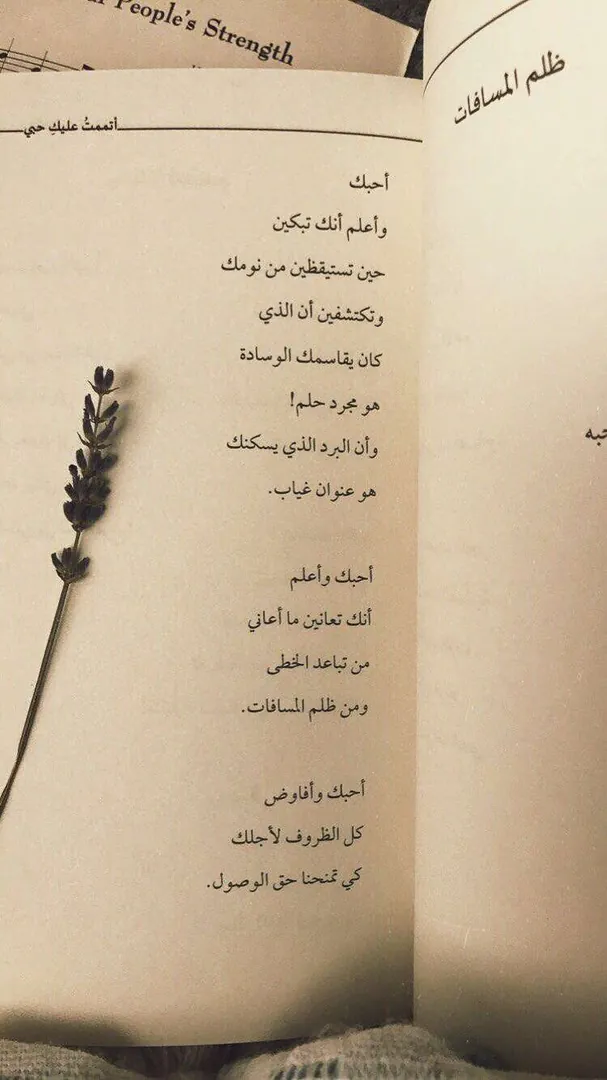 People's Strength
ظلم المسافات
أتممتُ عليكِ حبي
أحبك
وأعلم أنك تبكين
حين تستيقظين من نومك
وتكتشفين أن الذي
كان يقاسمك الوسادة
هو مجرد حلم!
وأن البرد الذي يسكنك
هو عنوان غياب.
أحبك وأعلم
أنك تعانين ما أعاني
من تباعد الخطى
ومن ظلم المسافات.
أحبك وأفاوض
كل الظروف لأجلك
كي تمنحنا حق الوصول.